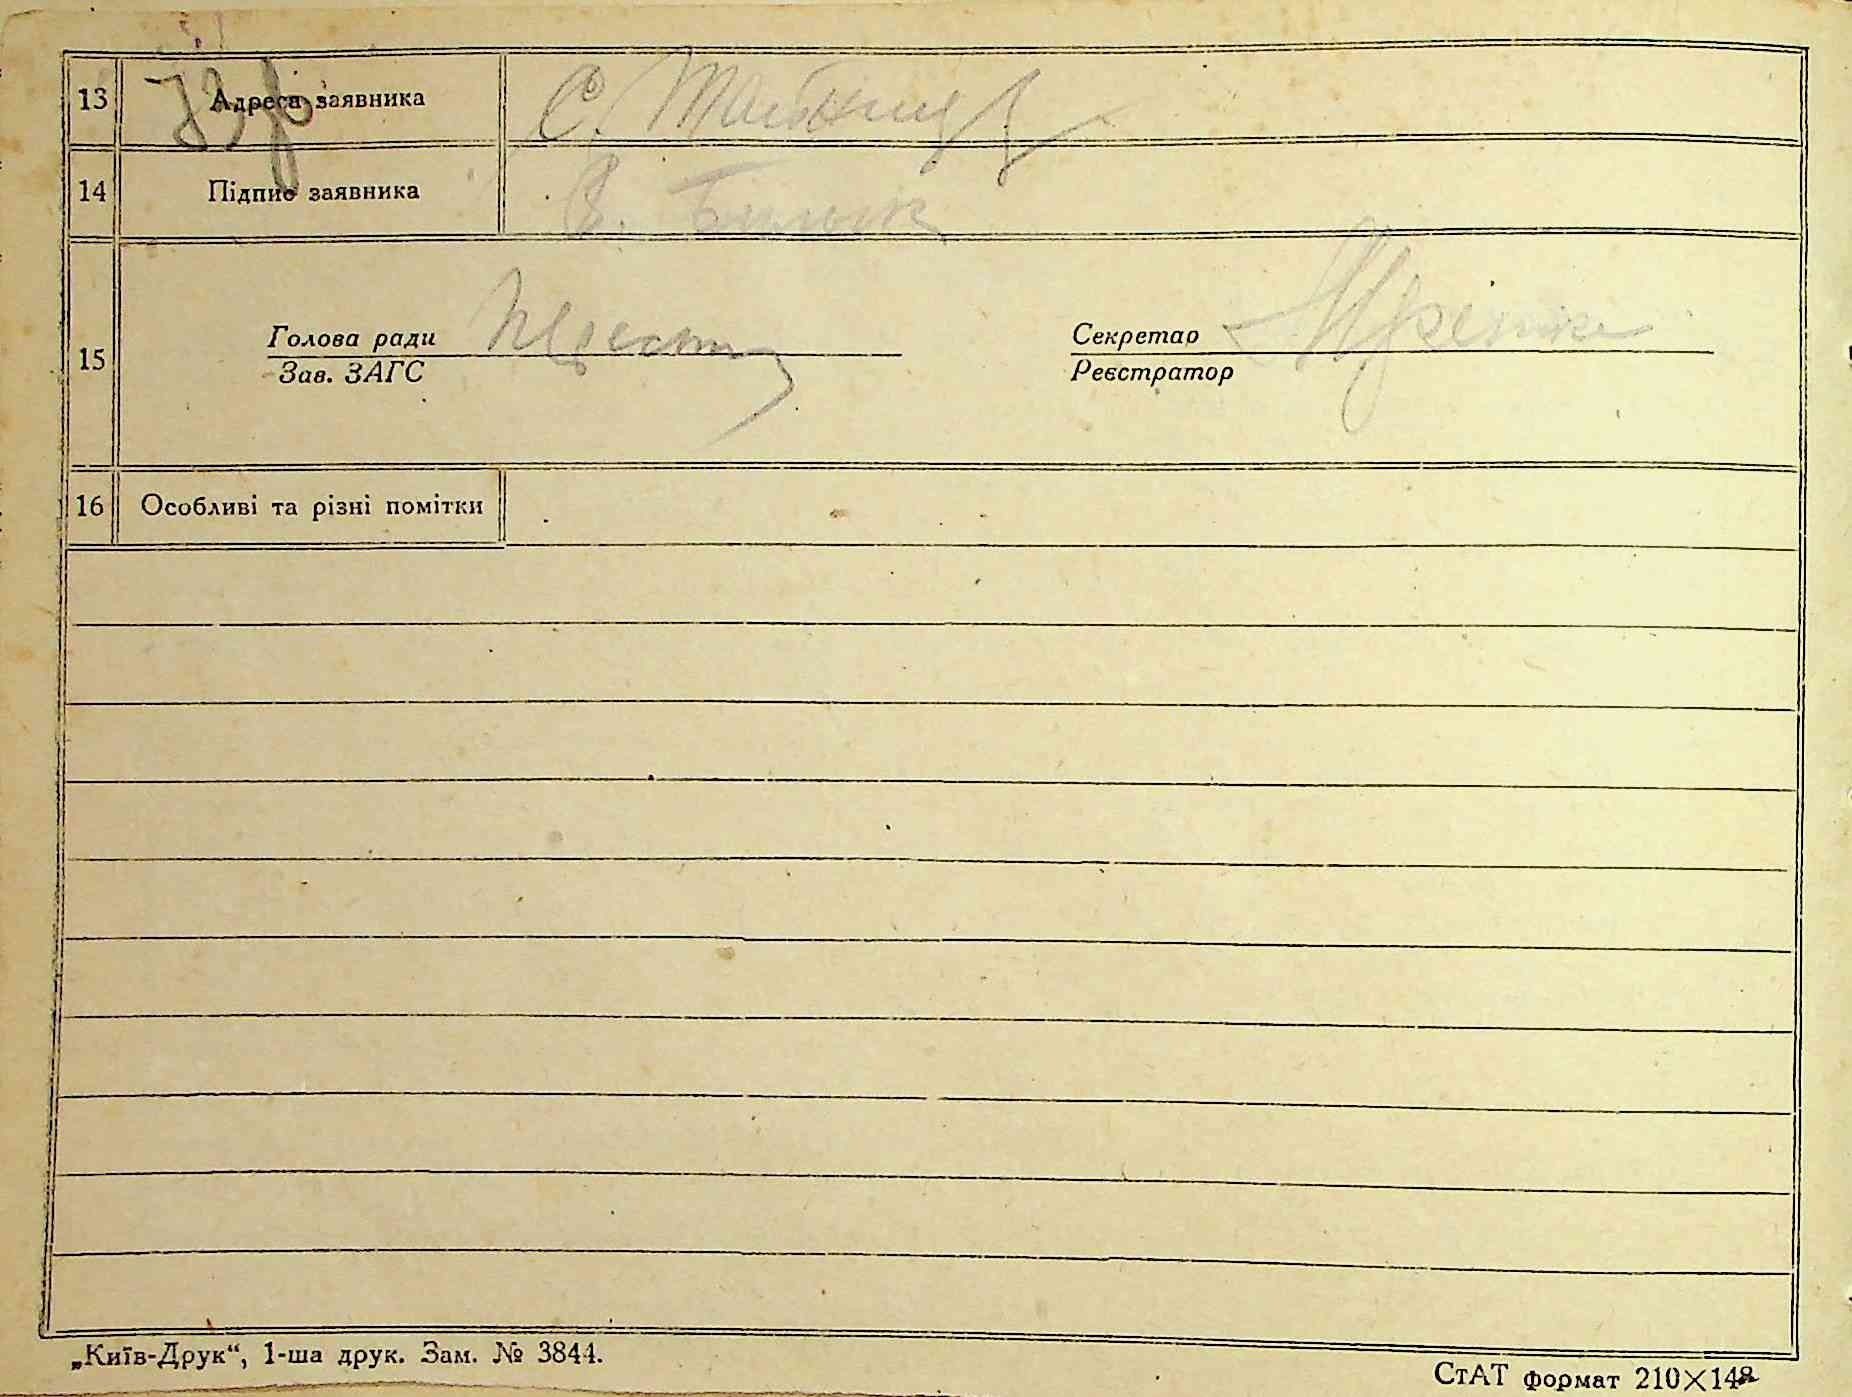 13 Адреса заявника С.
14 Підпис заявника Білик
15 Голова ради Секретар
Зав. ЗАГС Реєстратор
16 Особливі та різні помітки
„Київ-Друк“, 1-ша друк. Зам. № 3844.
СтАТ формат 210×148